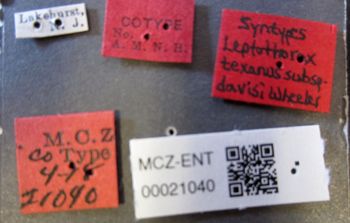 Lakehurst,
N. J.
COTYPE
No.
A. M. N. H.
Syntypes
Leptothorax
texanus subsp.
davisi Wheeler
M. C. Z
Co Type
21040
MCZ-ENT
00021040